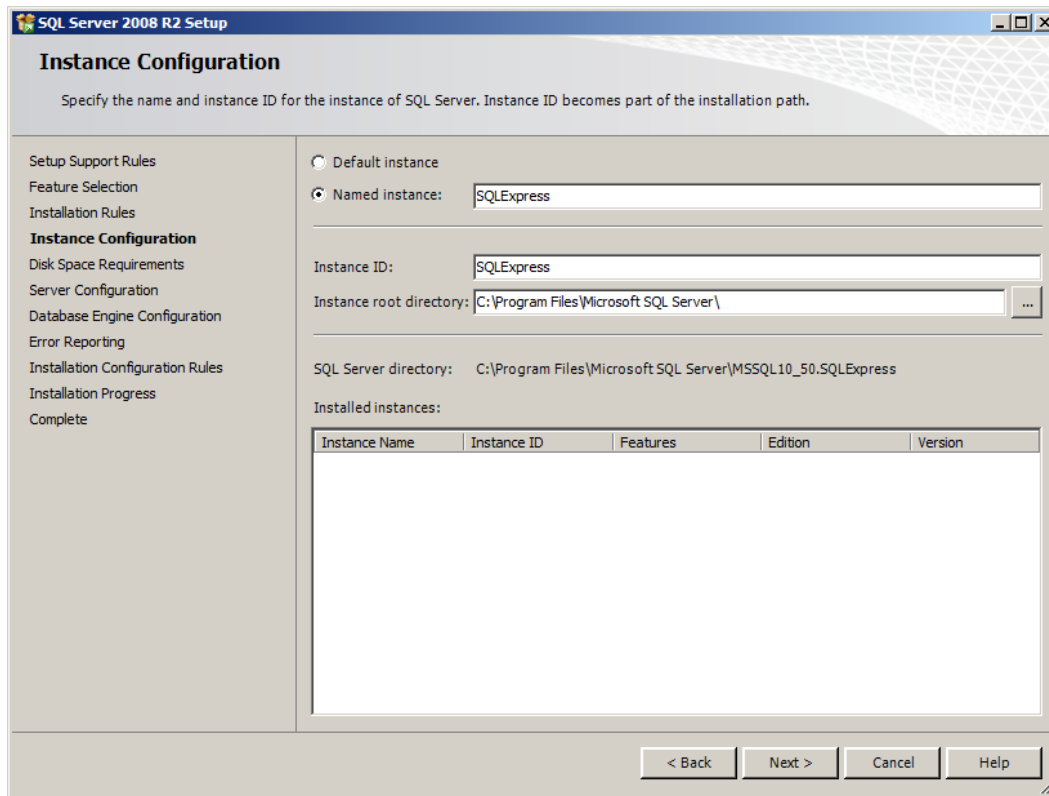 SQL Server 2008 R2 Setup
Instance Configuration
Specify the name and instance ID for the instance of SQL Server. Instance ID becomes part of the installation path.
Setup Support Rules
Feature Selection
Installation Rules
Instance Configuration
Disk Space Requirements
Server Configuration
Database Engine Configuration
Error Reporting
Installation Configuration Rules
Installation Progress
Complete
Default instance
Named instance: SQLExpress
Instance ID: SQLExpress
Instance root directory: C:\Program Files\Microsoft SQL Server\ ...
SQL Server directory: C:\Program Files\Microsoft SQL Server\MSSQL10_50.SQLExpress
Installed instances:
Instance Name Instance ID Features Edition Version
< Back Next > Cancel Help